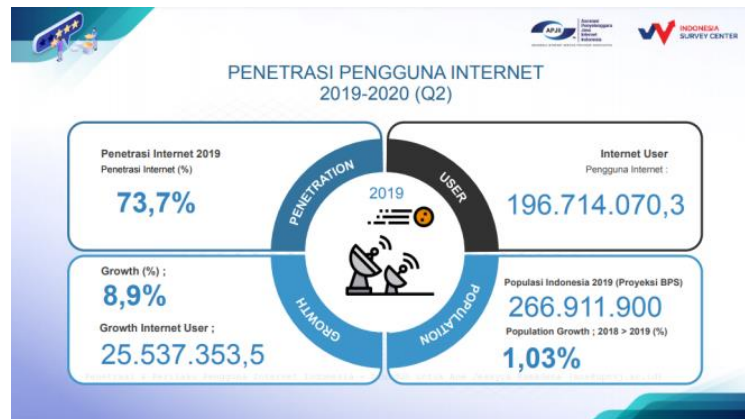 APJII
Asosiasi
Penyelenggara
Jasa
Internet
Indonesia
INDONESIA
SURVEY CENTER
PENETRASI PENGGUNA INTERNET
2019-2020 (Q2)
Penetrasi Internet 2019
Penetrasi Internet (%)
73,7%
PENETRATION
USER
2019
Internet User
Pengguna Internet :
196.714.070,3
Growth (%) ;
8,9%
Growth Internet User ;
25.537.353,5
GROWTH
POPULATION
Populasi Indonesia 2019 (Proyeksi BPS)
266.911.900
Population Growth ; 2018 > 2019 (%)
1,03%